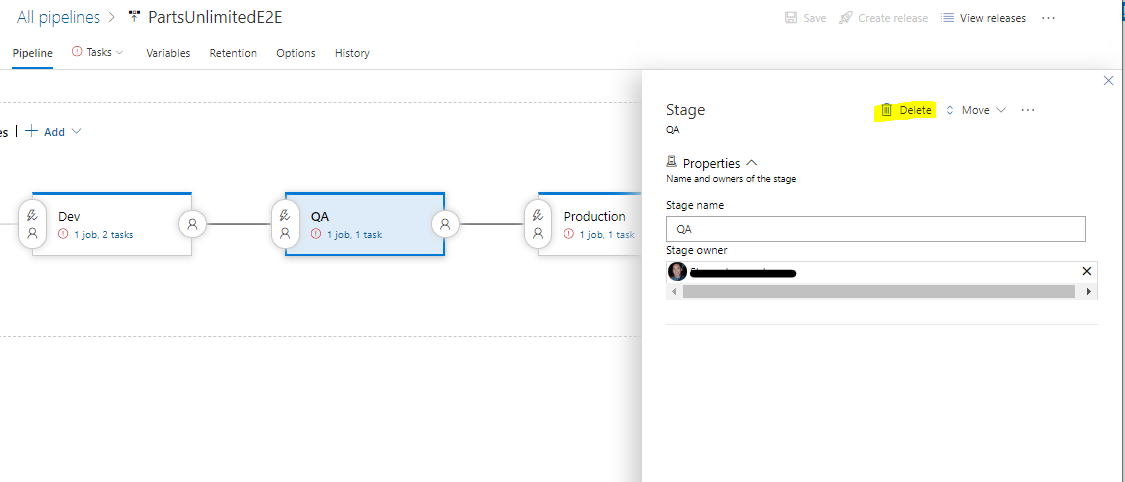 All pipelines > PartsUnlimitedE2E
Save Create release View releases ...
Pipeline Tasks Variables Retention Options History
es | + Add
Stage
QA
Delete Move ...
Properties
Name and owners of the stage
Stage name
QA
Stage owner
Dev
1 job, 2 tasks
QA
1 job, 1 task
Production
1 job, 1 task